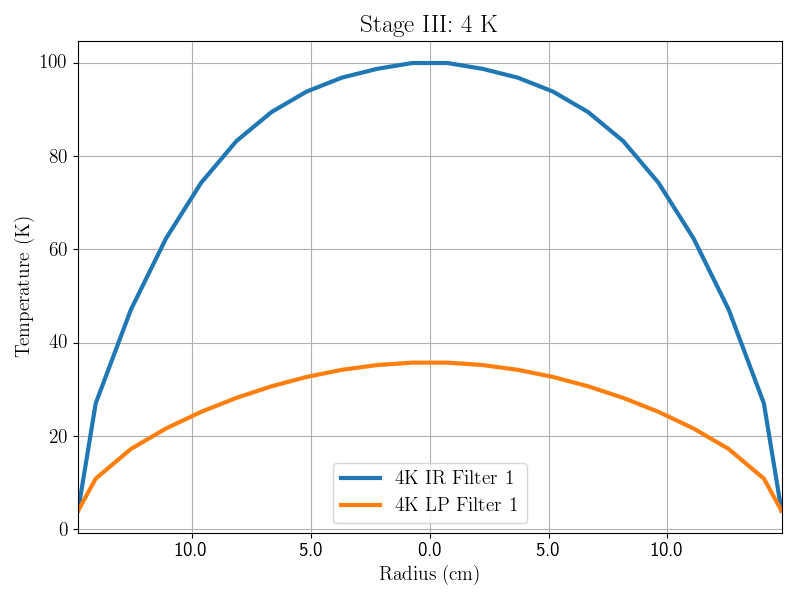 Stage III: 4 K
Temperature (K)
100
80
60
40
20
0
4K IR Filter 1
4K LP Filter 1
10.0 5.0 0.0 5.0 10.0
Radius (cm)